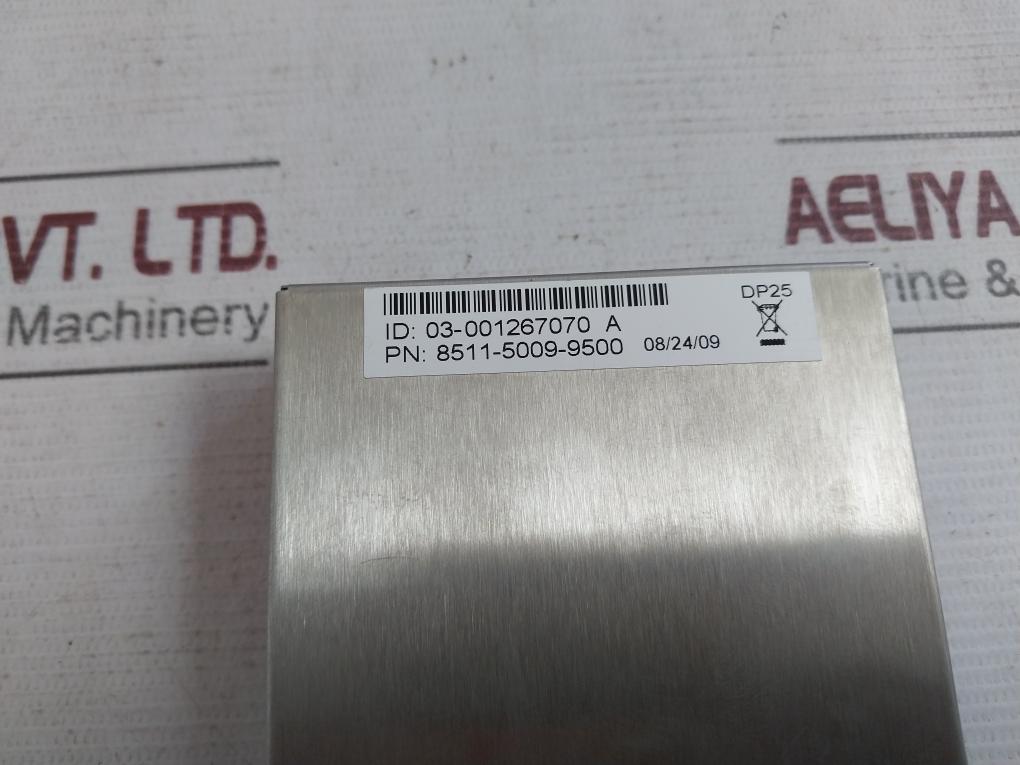 VT. LTD.
Machinery
AELIYA
rine &
DP25
ID: 03-001267070 A
PN: 8511-5009-9500 08/24/09